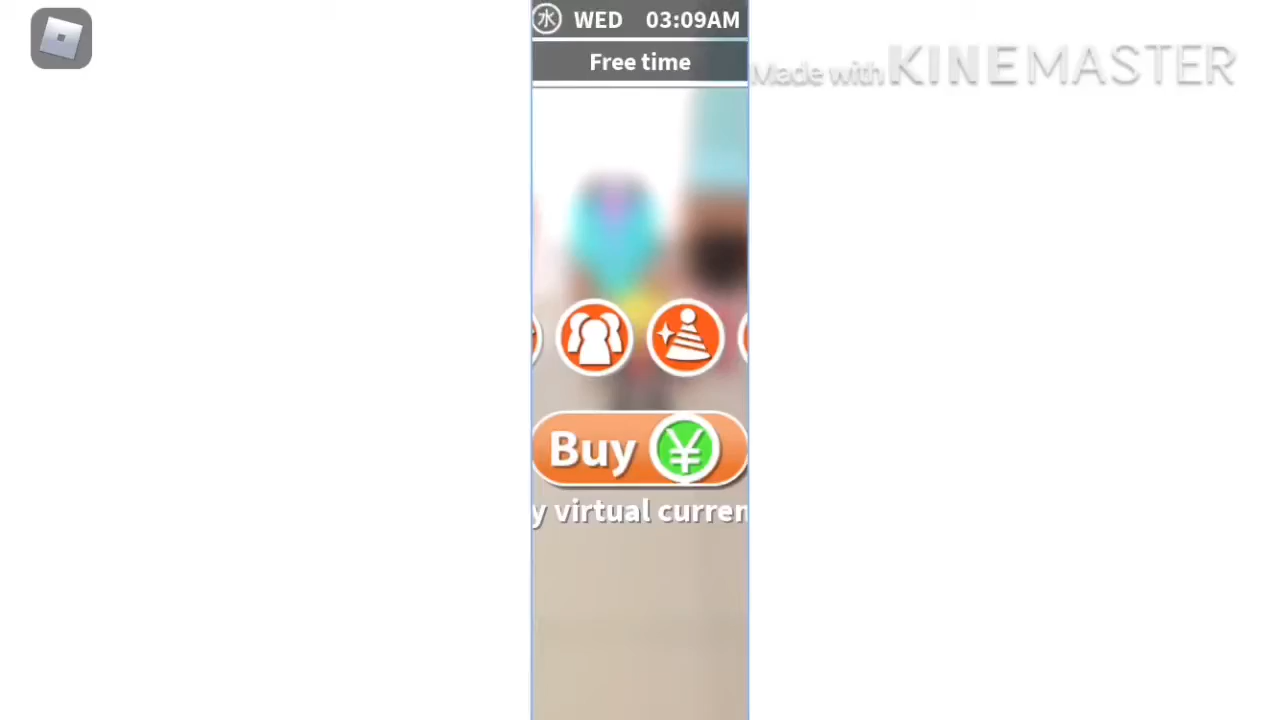 水 WED 03:09AM
Free time
Made with KINEMASTER
Buy ¥
y virtual curren